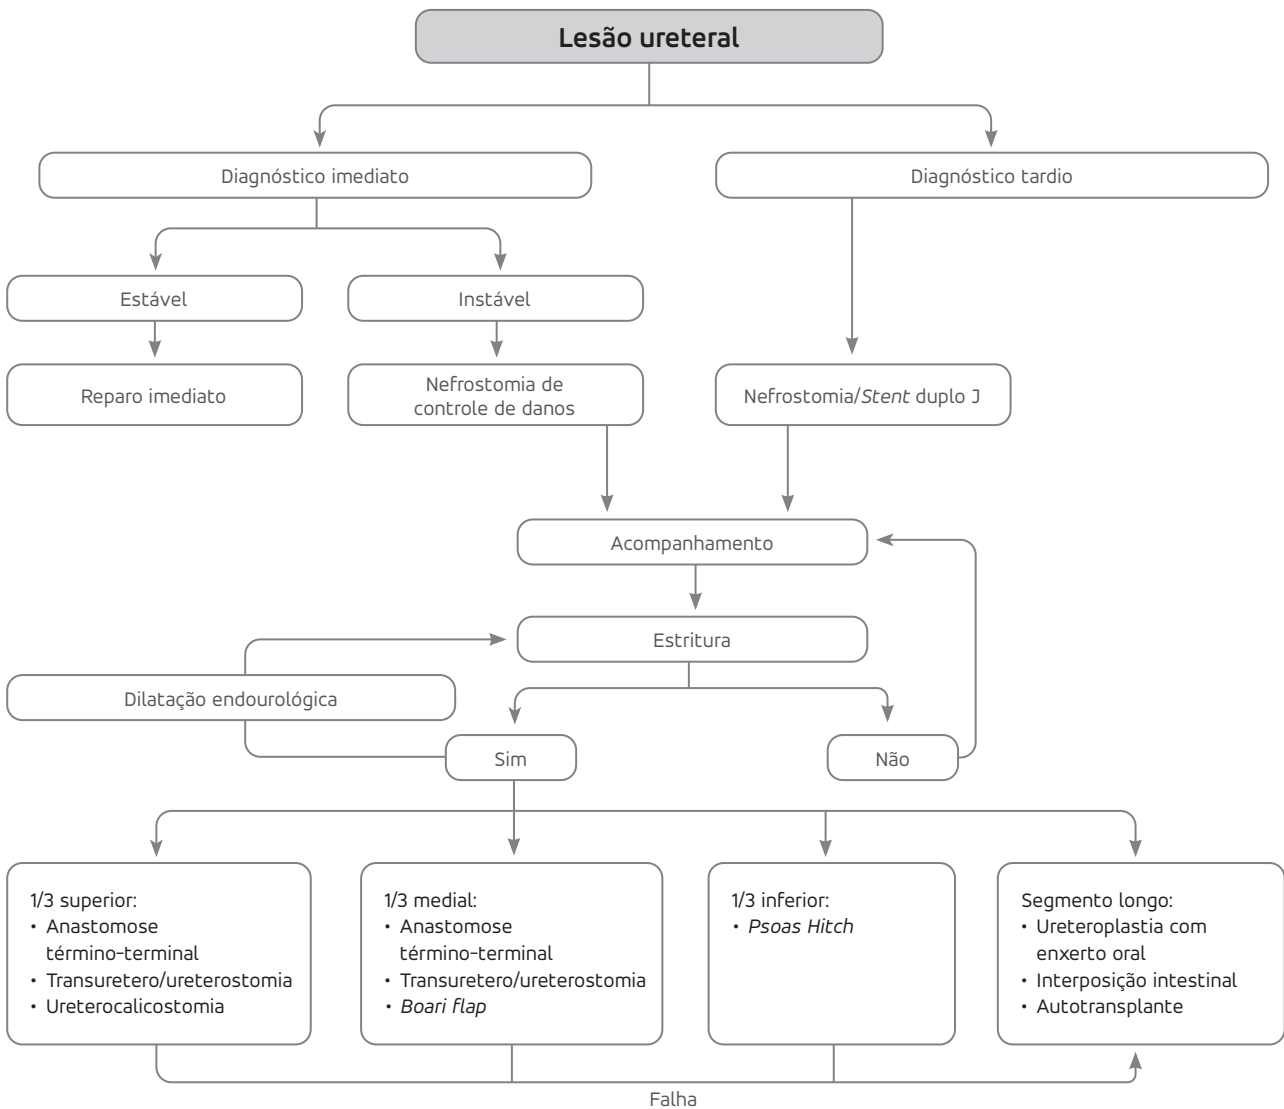 Lesão ureteral
Diagnóstico imediato
Diagnóstico tardio
Estável
Instável
Reparo imediato
Nefrostomia de
controle de danos
Nefrostomia/Stent duplo J
Acompanhamento
Estritura
Dilatação endourológica
Sim
Não
1/3 superior:
• Anastomose
término-terminal
• Transuretero/ureterostomia
• Ureterocalicostomia
1/3 medial:
• Anastomose
término-terminal
• Transuretero/ureterostomia
• Boari flap
1/3 inferior:
• Psoas Hitch
Segmento longo:
• Ureteroplastia com
enxerto oral
• Interposição intestinal
• Autotransplante
Falha